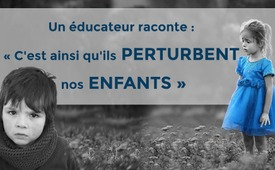 Un éducateur raconte :
« C'est ainsi qu'ils PERTURBENT
nos ENFANTS »